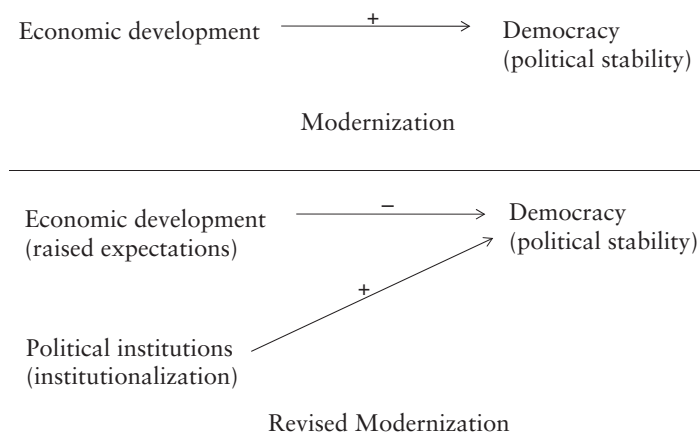 Economic development
+
Democracy
(political stability)
Modernization
Economic development
(raised expectations)
–
Democracy
(political stability)
+
Political institutions
(institutionalization)
Revised Modernization